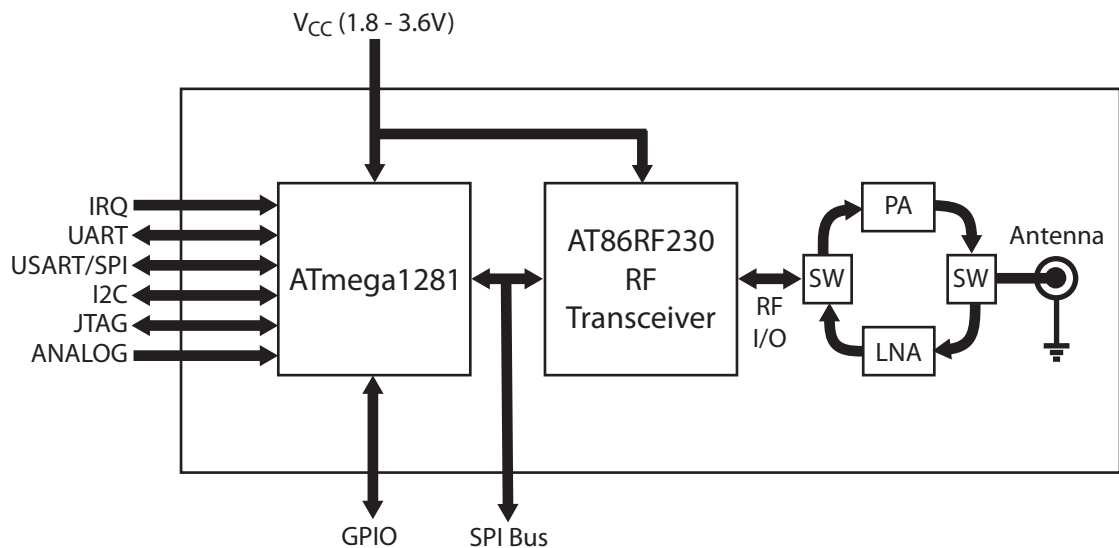 VCC (1.8 - 3.6V)
IRQ
UART
USART/SPI
I2C
JTAG
ANALOG
ATmega1281
AT86RF230
RF
Transceiver
RF
I/O
SW
PA
LNA
SW
Antenna
GPIO
SPI Bus